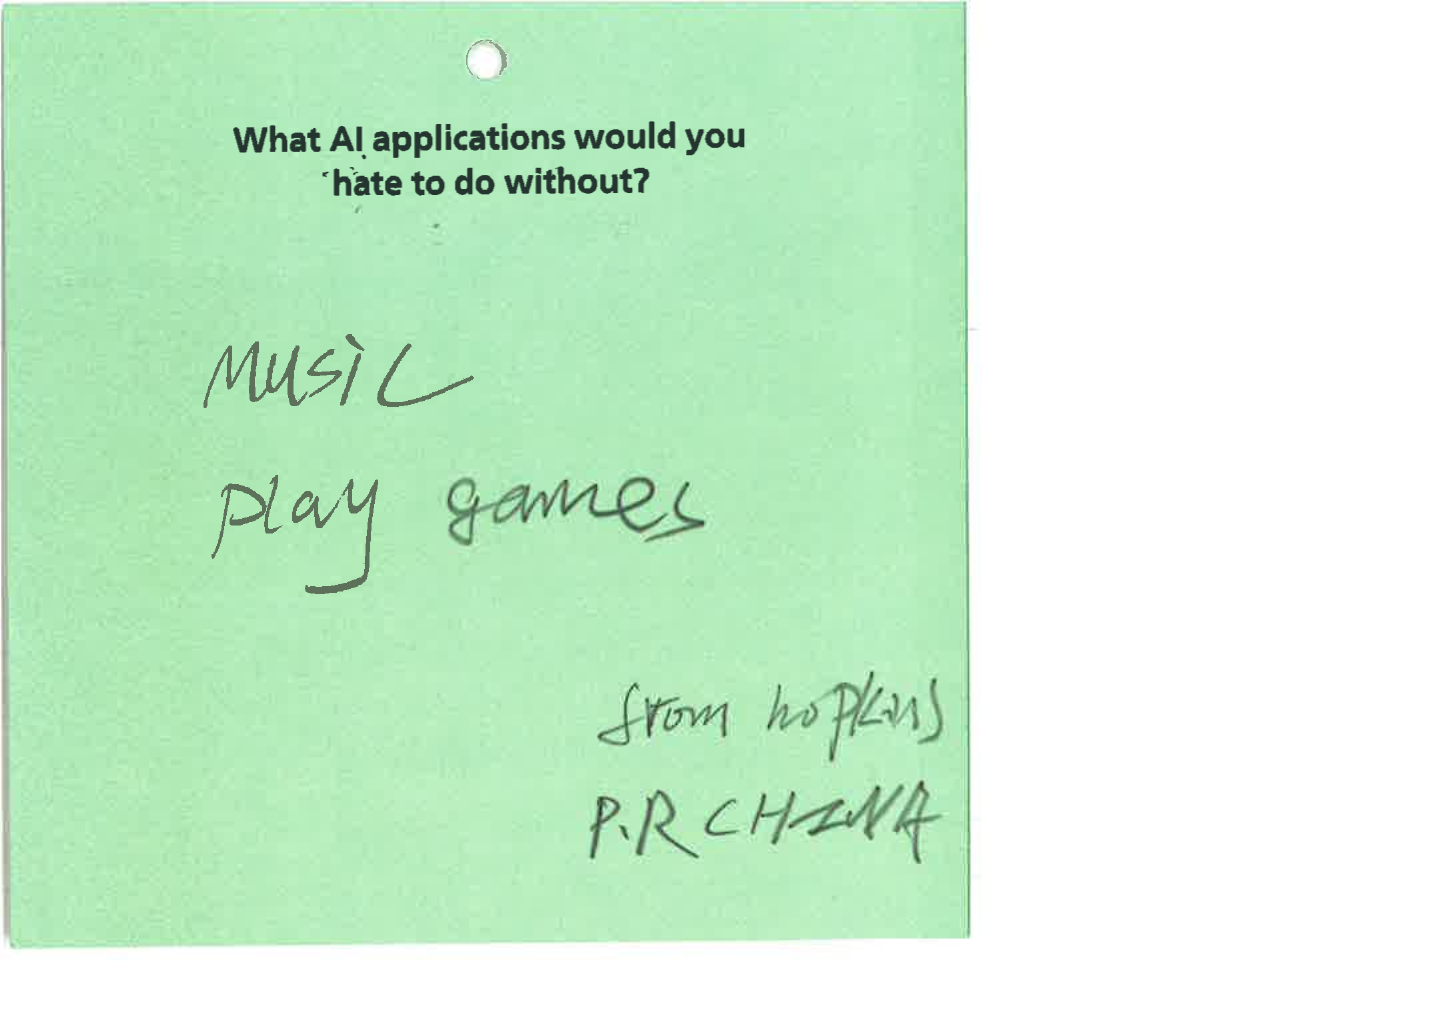 What AI applications would you
hate to do without?
Music
play games
from hopkins
P.R CHINA